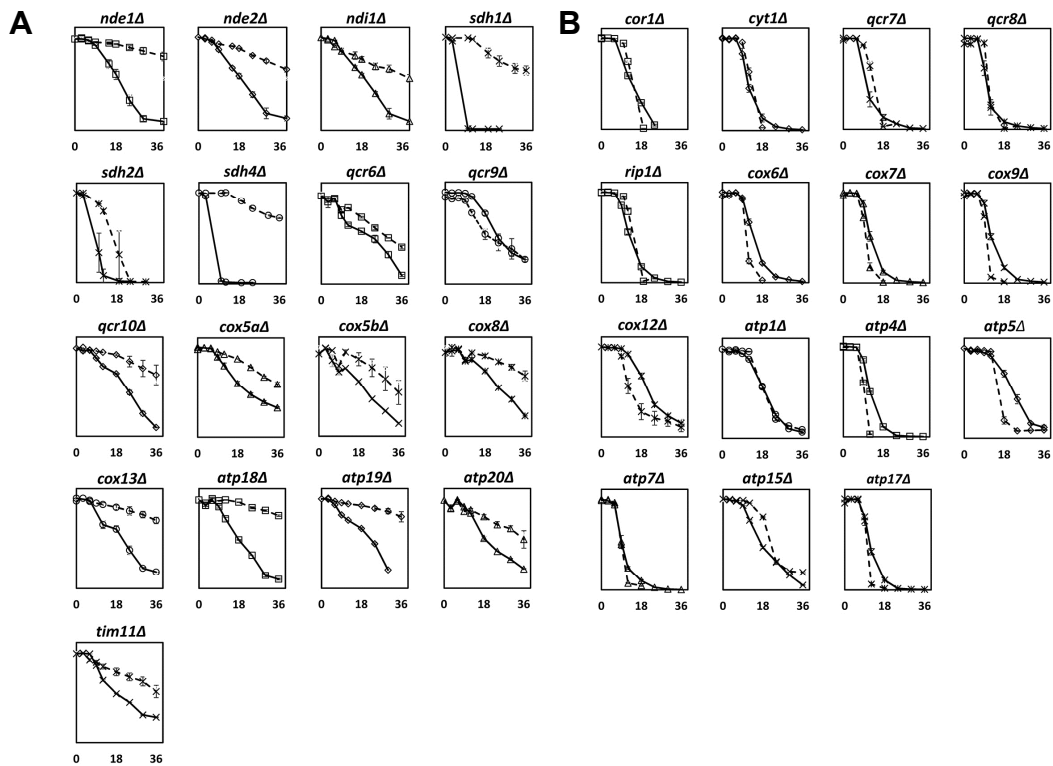 A B
nde1Δ nde2Δ ndi1Δ sdh1Δ cor1Δ cyt1Δ qcr7Δ qcr8Δ
0 18 36 0 18 36 0 18 36 0 18 36 0 18 36 0 18 36 0 18 36 0 18 36
sdh2Δ sdh4Δ qcr6Δ qcr9Δ rip1Δ cox6Δ cox7Δ cox9Δ
0 18 36 0 18 36 0 18 36 0 18 36 0 18 36 0 18 36 0 18 36 0 18 36
qcr10Δ cox5aΔ cox5bΔ cox8Δ cox12Δ atp1Δ atp4Δ atp5Δ
0 18 36 0 18 36 0 18 36 0 18 36 0 18 36 0 18 36 0 18 36 0 18 36
cox13Δ atp18Δ atp19Δ atp20Δ atp7Δ atp15Δ atp17Δ
0 18 36 0 18 36 0 18 36 0 18 36 0 18 36 0 18 36 0 18 36
tim11Δ
0 18 36